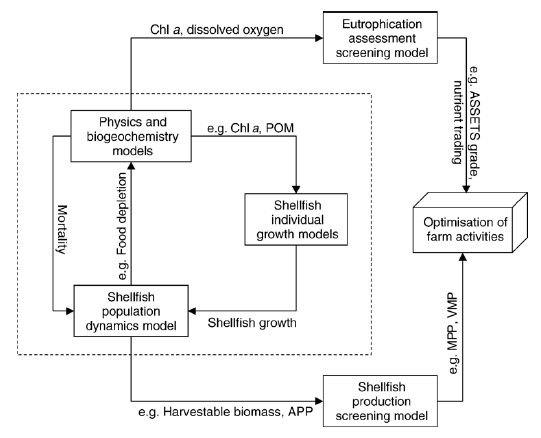 Chl a, dissolved oxygen
Eutrophication
assessment
screening model
e.g. ASSETS grade,
nutrient trading
Physics and
biogeochemistry
models
e.g. Chl a, POM
Mortality
e.g. Food depletion
Shellfish
individual
growth models
Optimisation of
farm activities
Shellfish
population
dynamics model
Shellfish growth
e.g. MPP, VMP
Shellfish
production
screening model
e.g. Harvestable biomass, APP